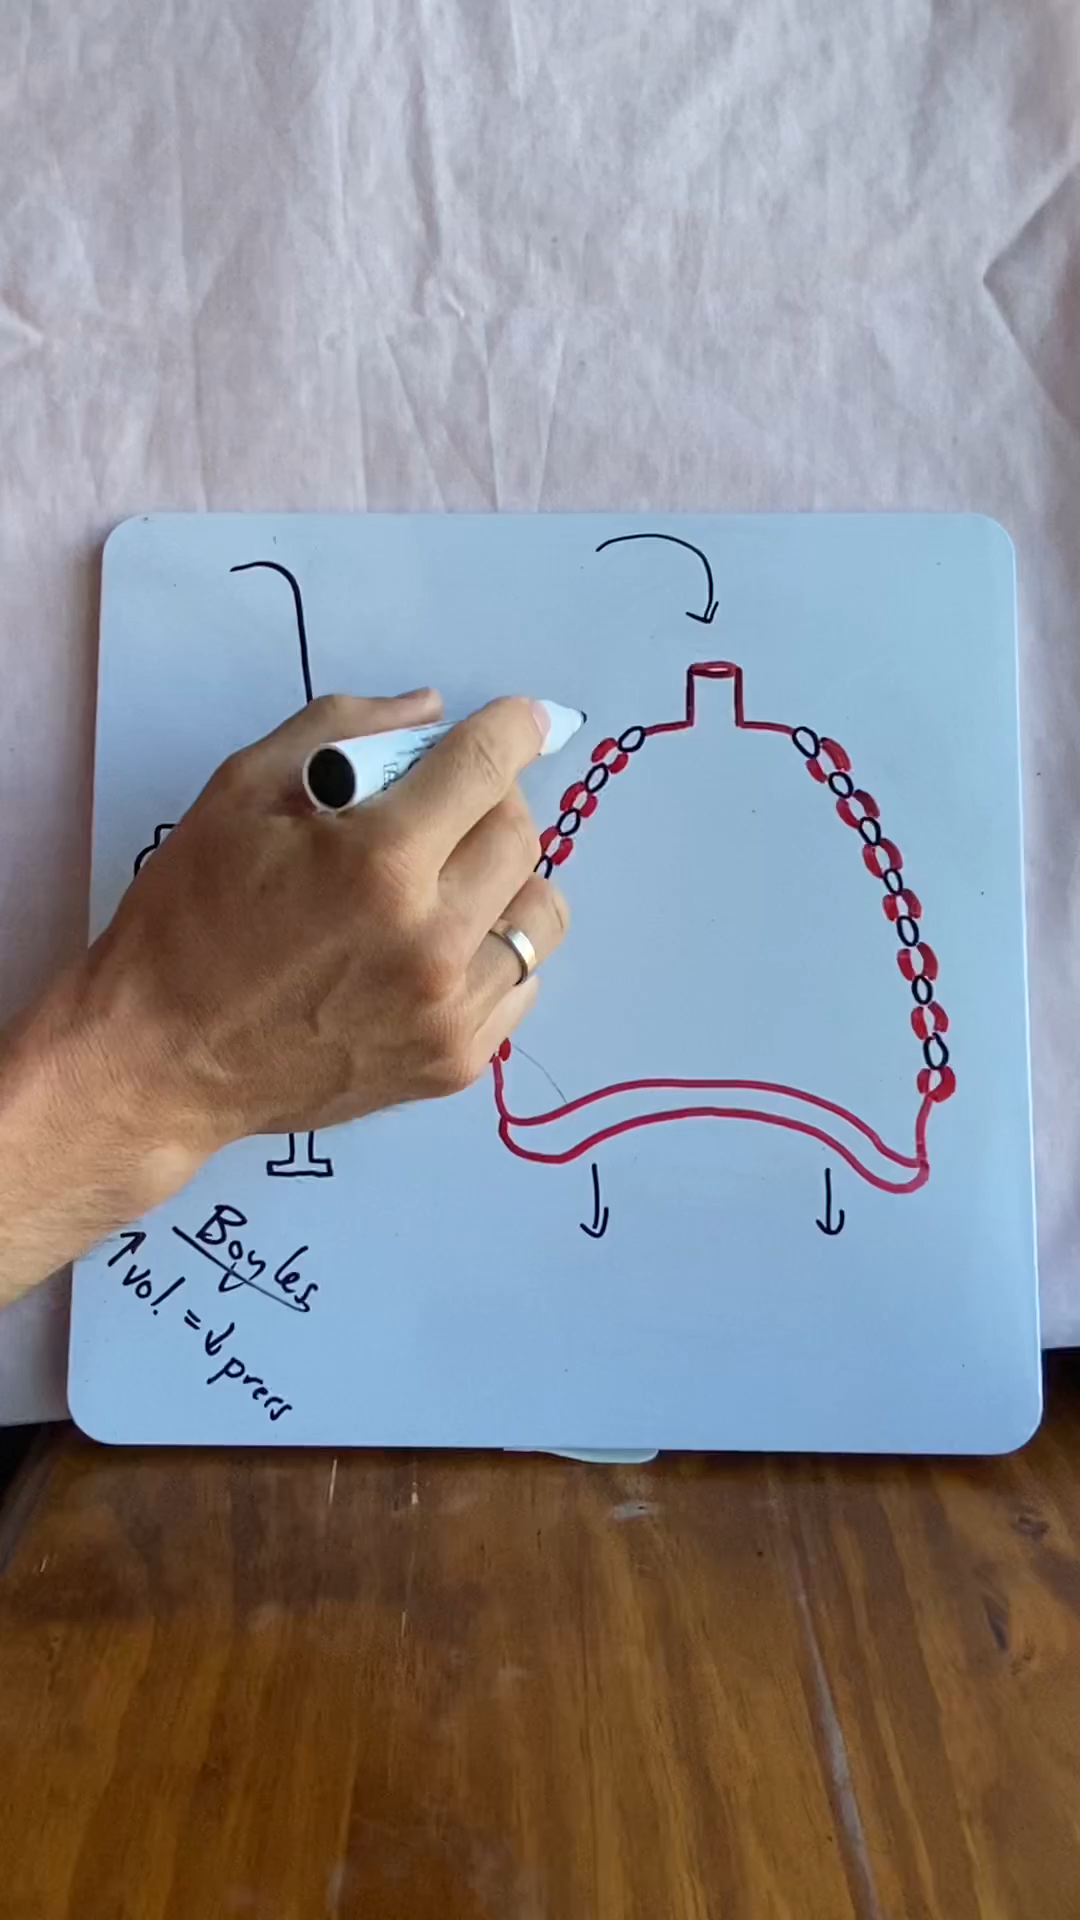 Boyles
↑vol. = ↓ press